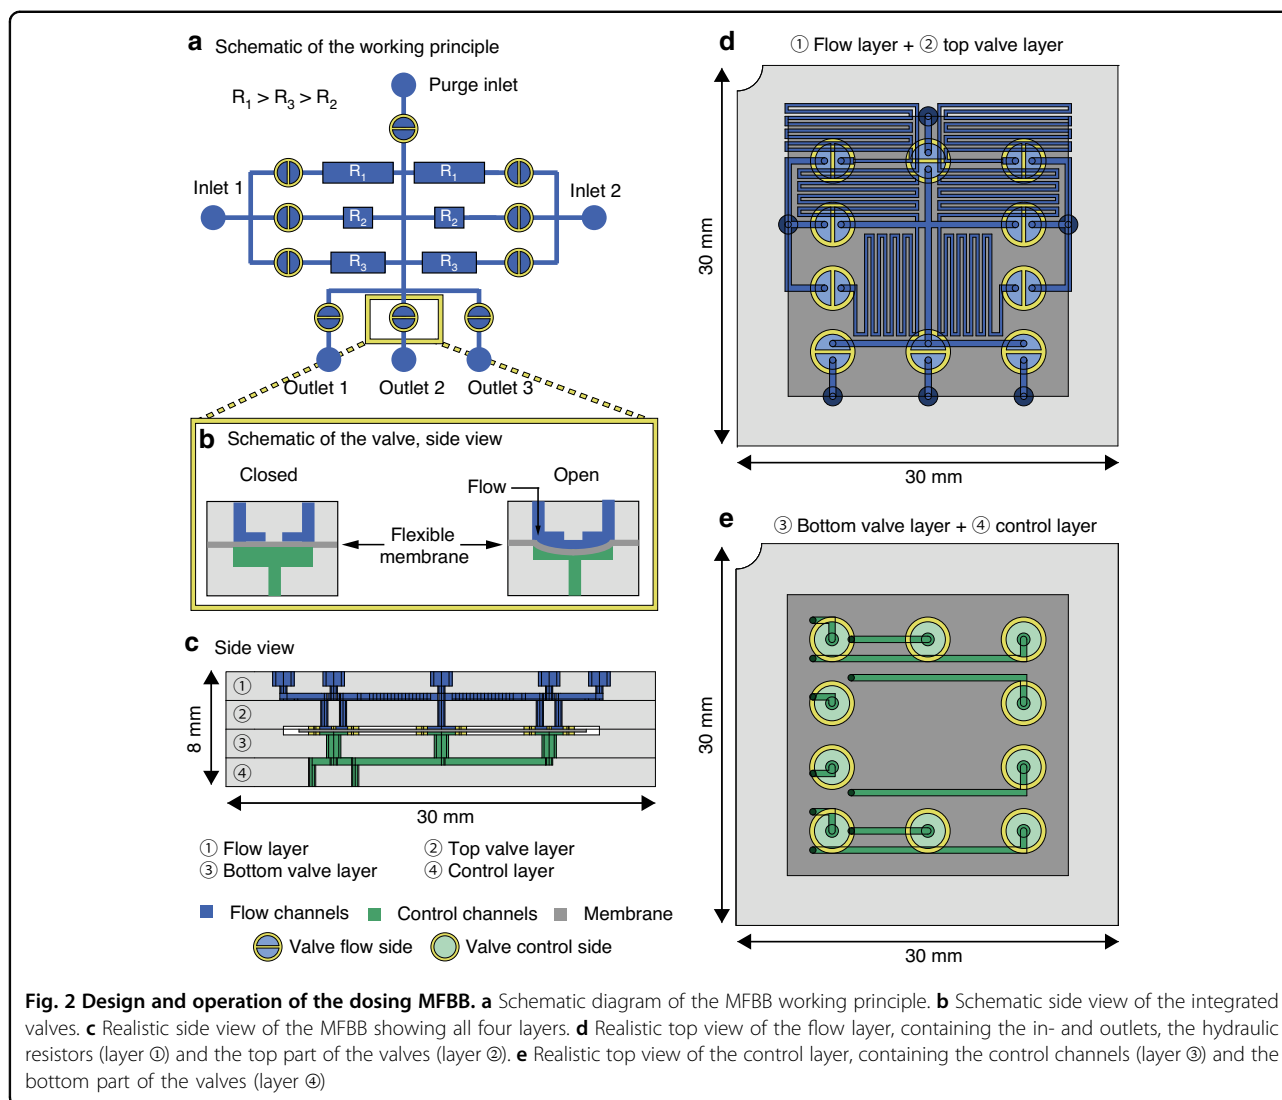 a Schematic of the working principle
R1 > R3 > R2
Purge inlet
Inlet 1
Inlet 2
R1
R1
R2
R2
R3
R3
Outlet 1
Outlet 2
Outlet 3
b Schematic of the valve, side view
Closed
Open
Flow
Flexible
membrane
c Side view
①
②
③
④
8 mm
30 mm
① Flow layer
② Top valve layer
③ Bottom valve layer
④ Control layer
Flow channels
Control channels
Membrane
Valve flow side
Valve control side
d ① Flow layer + ② top valve layer
30 mm
30 mm
e ③ Bottom valve layer + ④ control layer
30 mm
30 mm
Fig. 2 Design and operation of the dosing MFBB. a Schematic diagram of the MFBB working principle. b Schematic side view of the integrated
valves. c Realistic side view of the MFBB showing all four layers. d Realistic top view of the flow layer, containing the in- and outlets, the hydraulic
resistors (layer ①) and the top part of the valves (layer ②). e Realistic top view of the control layer, containing the control channels (layer ③) and the
bottom part of the valves (layer ④)